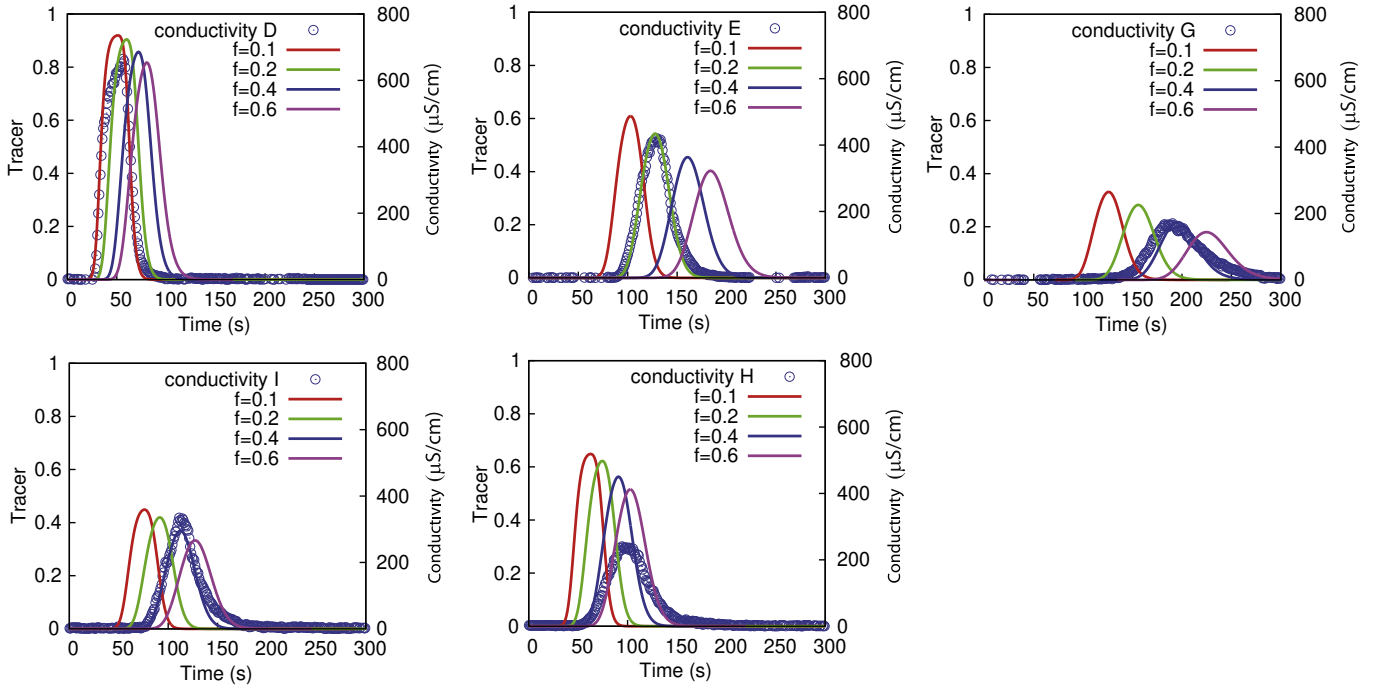 conductivity D
f=0.1
f=0.2
f=0.4
f=0.6
1
0.8
0.6
0.4
0.2
0
Tracer
800
600
400
200
0
Conductivity (µS/cm)
0 50 100 150 200 250 300
Time (s)
conductivity E
f=0.1
f=0.2
f=0.4
f=0.6
1
0.8
0.6
0.4
0.2
0
Tracer
800
600
400
200
0
Conductivity (µS/cm)
0 50 100 150 200 250 300
Time (s)
conductivity G
f=0.1
f=0.2
f=0.4
f=0.6
1
0.8
0.6
0.4
0.2
0
Tracer
800
600
400
200
0
Conductivity (µS/cm)
0 50 100 150 200 250 300
Time (s)
conductivity I
f=0.1
f=0.2
f=0.4
f=0.6
1
0.8
0.6
0.4
0.2
0
Tracer
800
600
400
200
0
Conductivity (µS/cm)
0 50 100 150 200 250 300
Time (s)
conductivity H
f=0.1
f=0.2
f=0.4
f=0.6
1
0.8
0.6
0.4
0.2
0
Tracer
800
600
400
200
0
Conductivity (µS/cm)
0 50 100 150 200 250 300
Time (s)